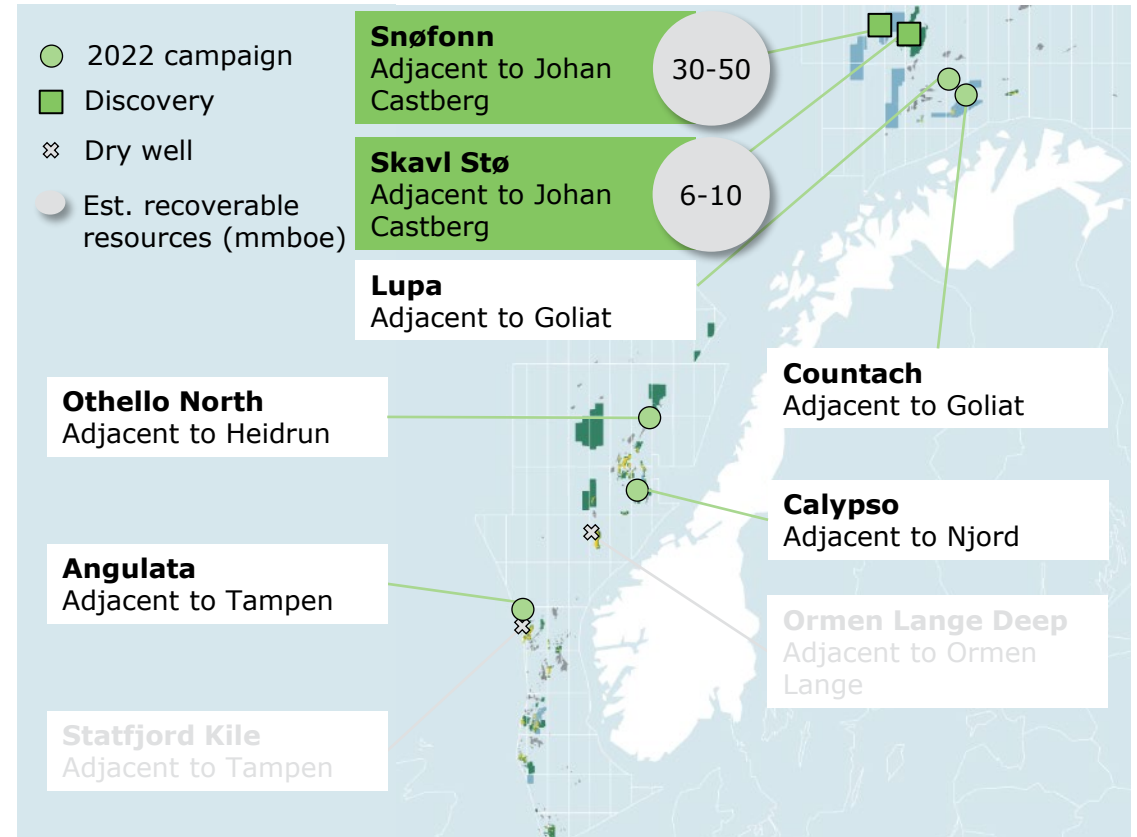 2022 campaign
Discovery
Dry well
Est. recoverable
resources (mmboe)
Snøfonn
Adjacent to Johan
Castberg
30-50
Skavl Stø
Adjacent to Johan
Castberg
6-10
Lupa
Adjacent to Goliat
Countach
Adjacent to Goliat
Othello North
Adjacent to Heidrun
Calypso
Adjacent to Njord
Angulata
Adjacent to Tampen
Ormen Lange Deep
Adjacent to Ormen
Lange
Statfjord Kile
Adjacent to Tampen